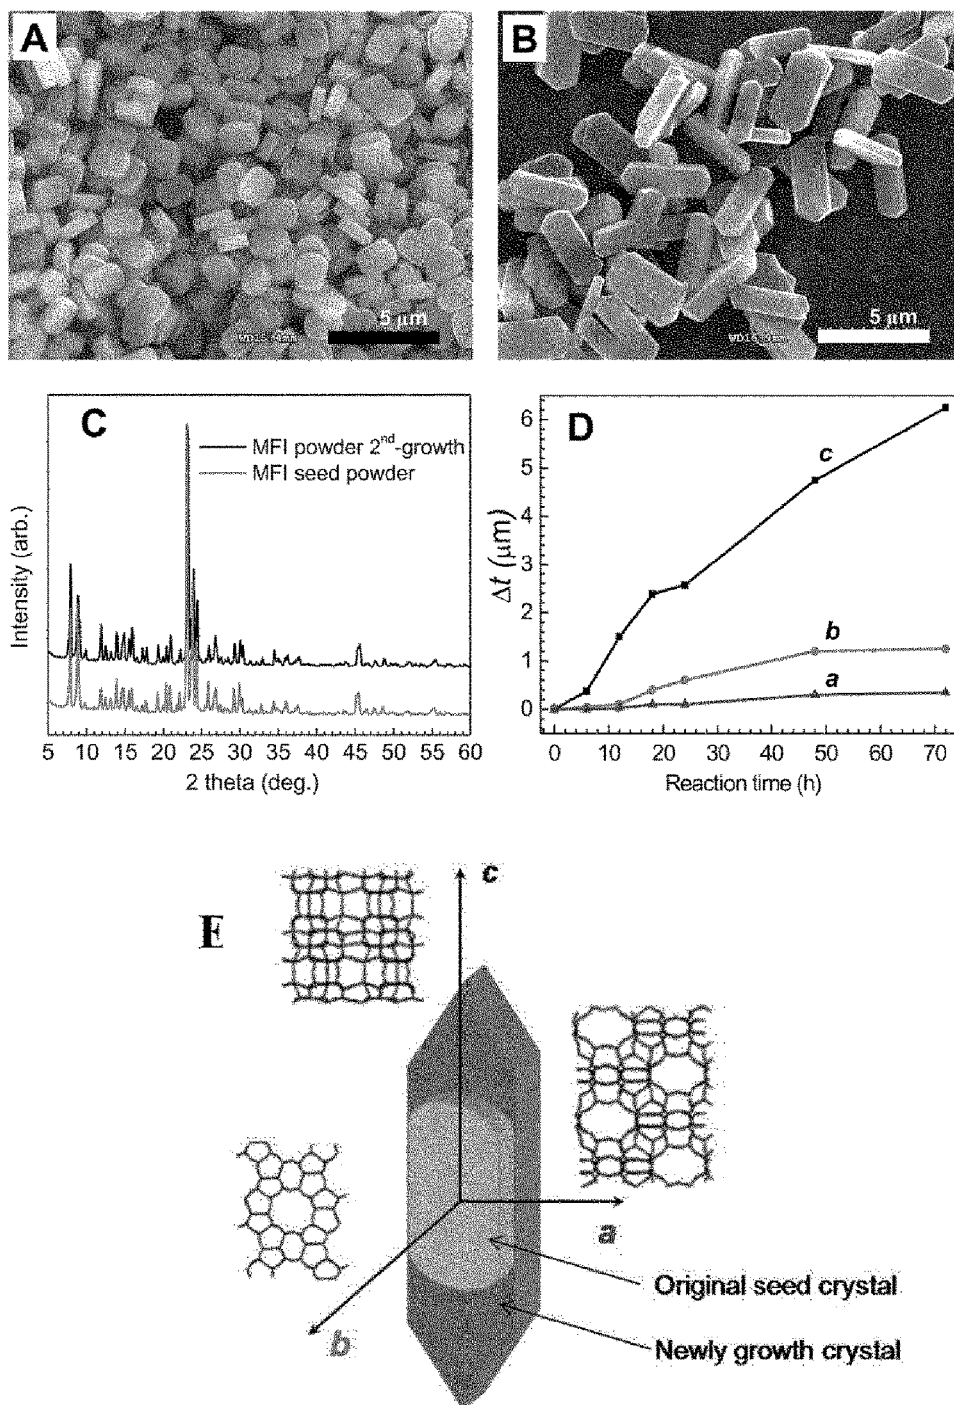 A
5 μm
B
5 μm
C
MFI powder 2nd-growth
MFI seed powder
Intensity (arb.)
5 10 15 20 25 30 35 40 45 50 55 60
2 theta (deg.)
D
c
b
a
Δt (μm)
6
5
4
3
2
1
0
0 10 20 30 40 50 60 70
Reaction time (h)
E
c
a
b
Original seed crystal
Newly growth crystal